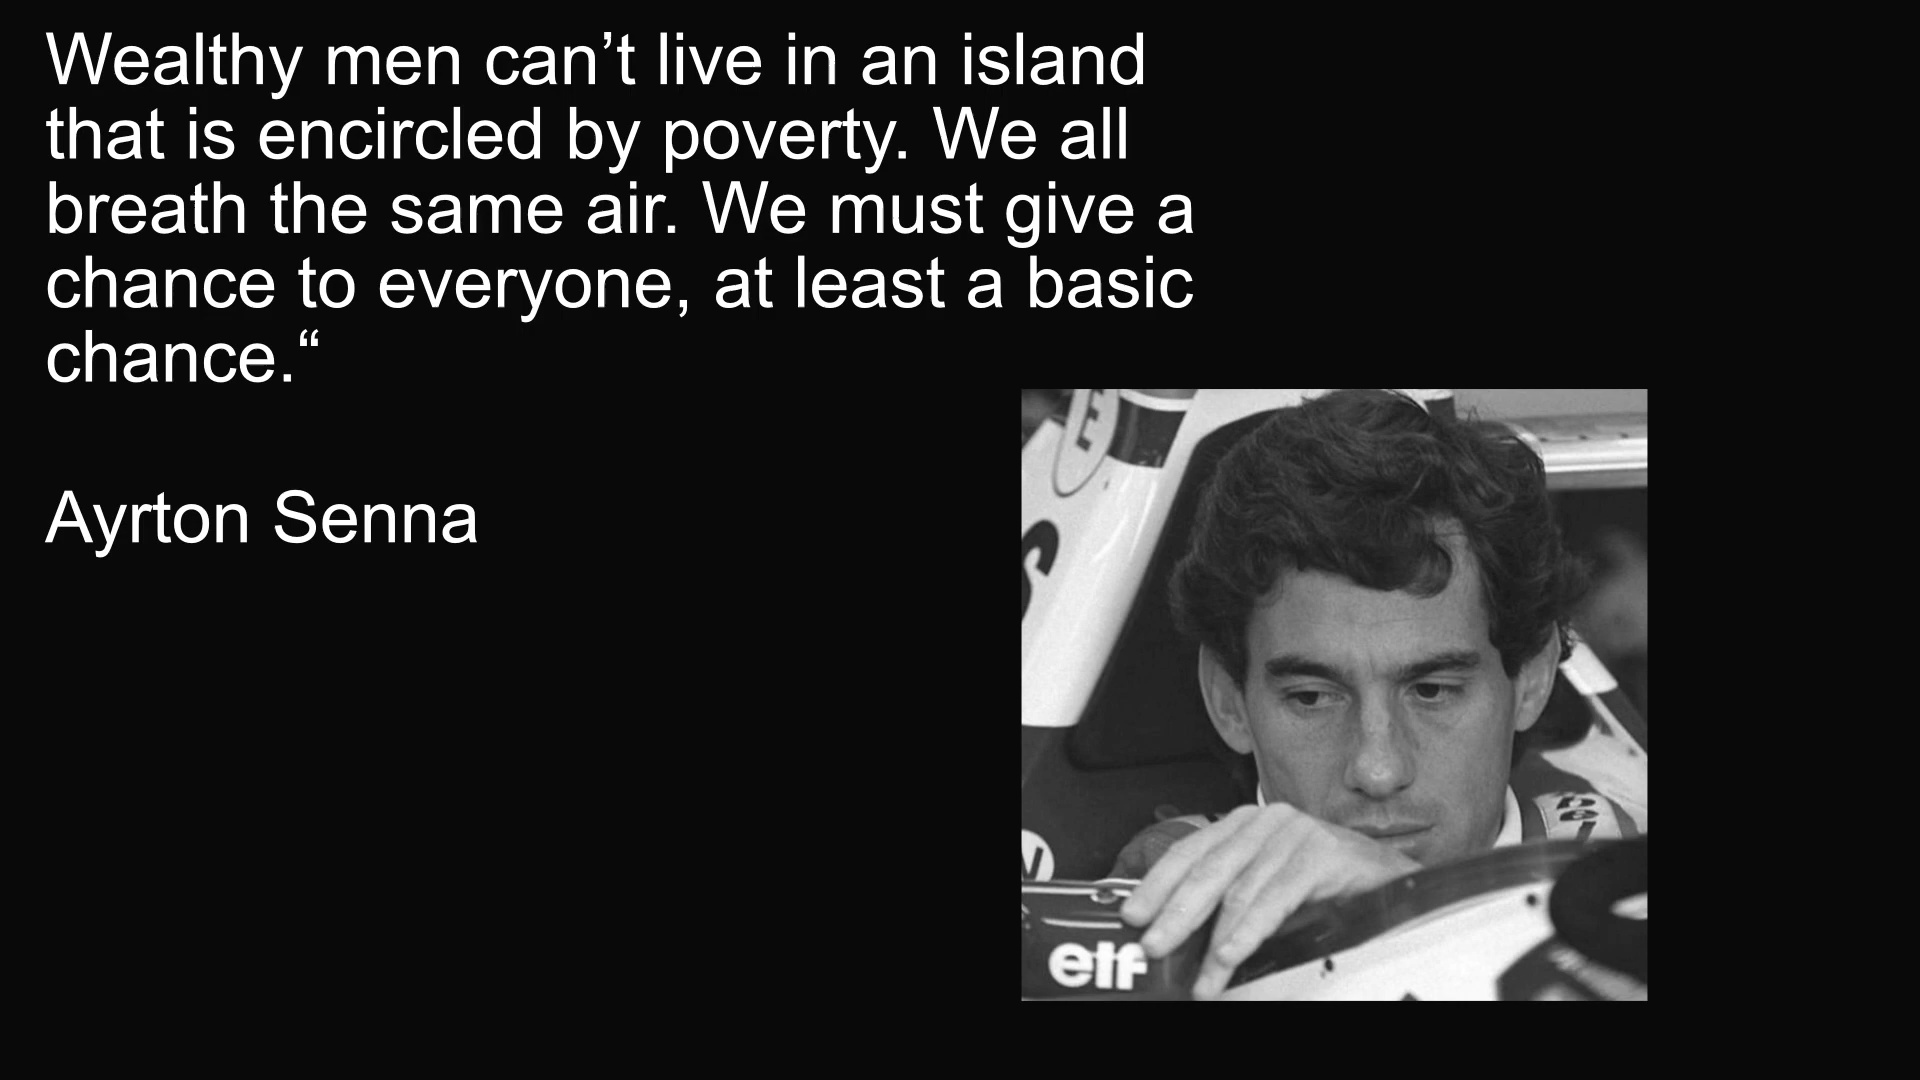 Wealthy men can’t live in an island
that is encircled by poverty. We all
breath the same air. We must give a
chance to everyone, at least a basic
chance.“
Ayrton Senna
E
S
elf